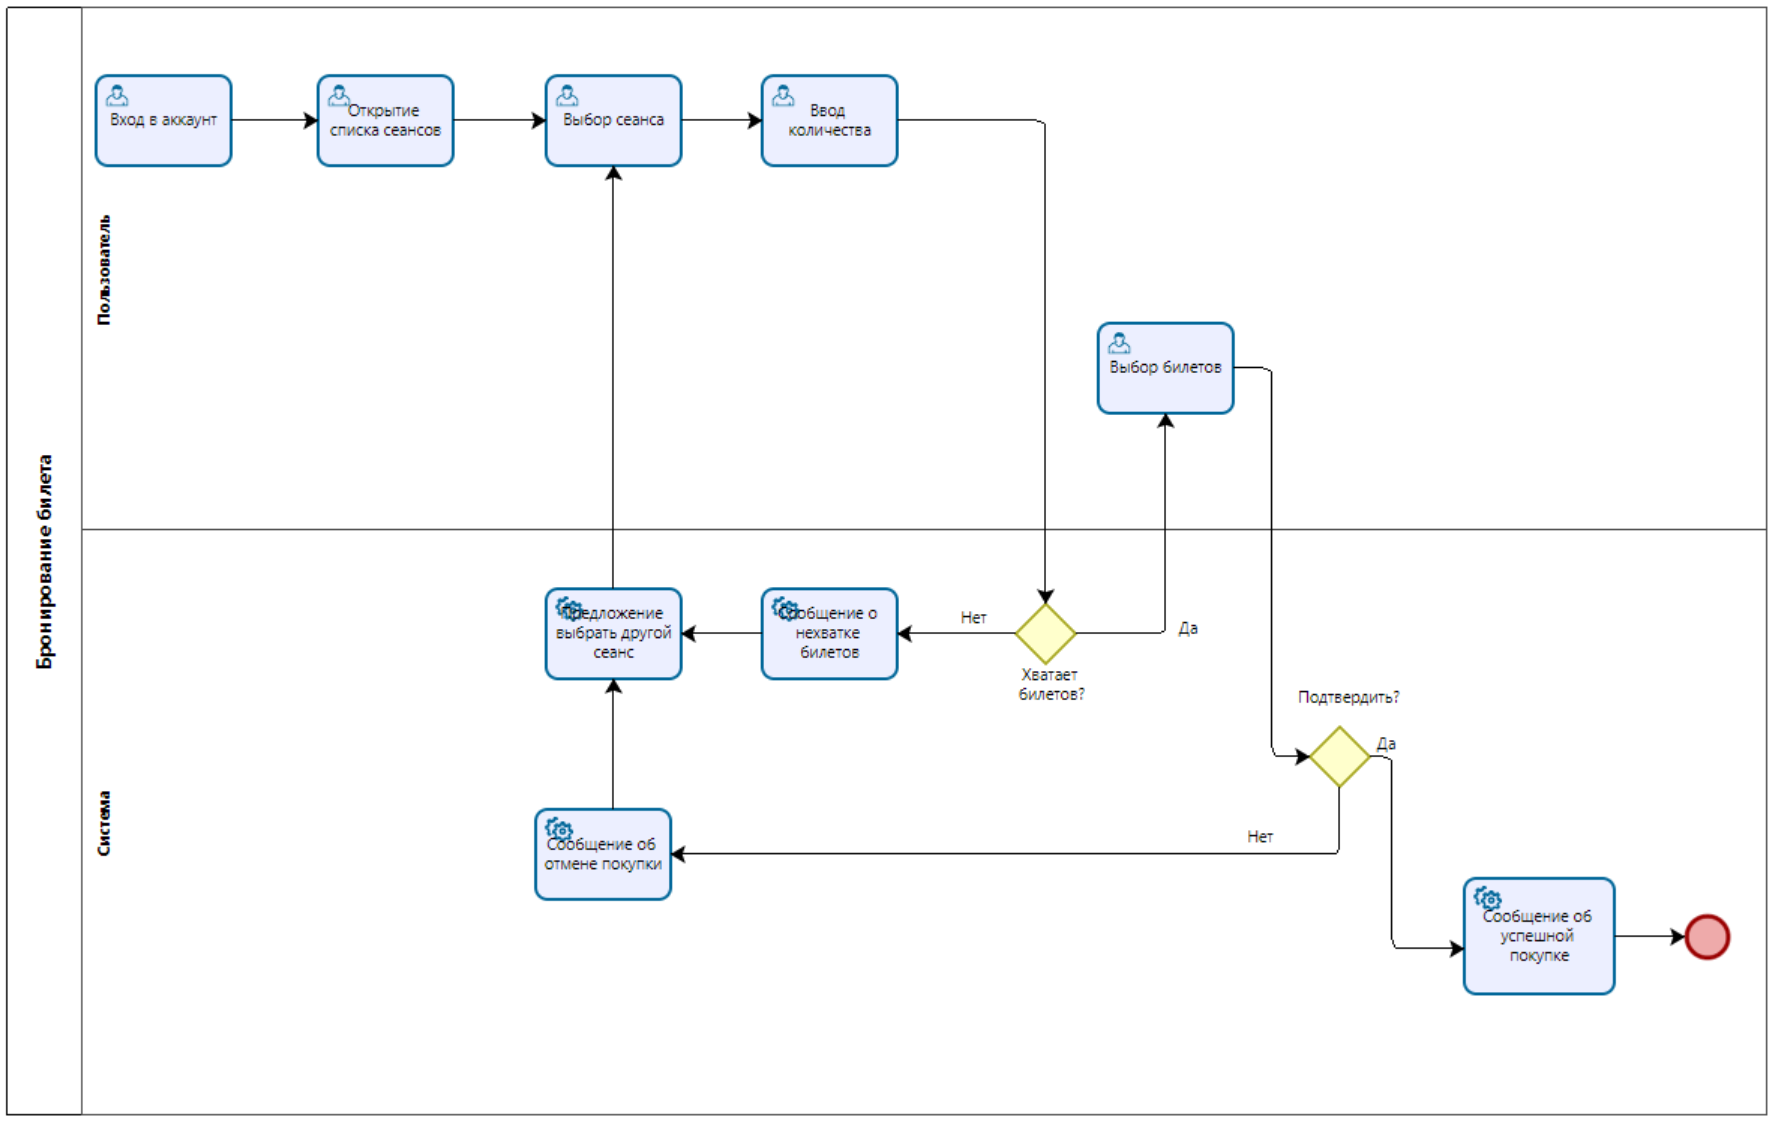 Бронирование билета
Пользователь
Вход в аккаунт
Открытие
списка сеансов
Выбор сеанса
Ввод
количества
Выбор билетов
Система
Предложение
выбрать другой
сеанс
Сообщение о
нехватке
билетов
Нет
Хватает
билетов?
Да
Подтвердить?
Да
Нет
Сообщение об
отмене покупки
Сообщение об
успешной
покупке